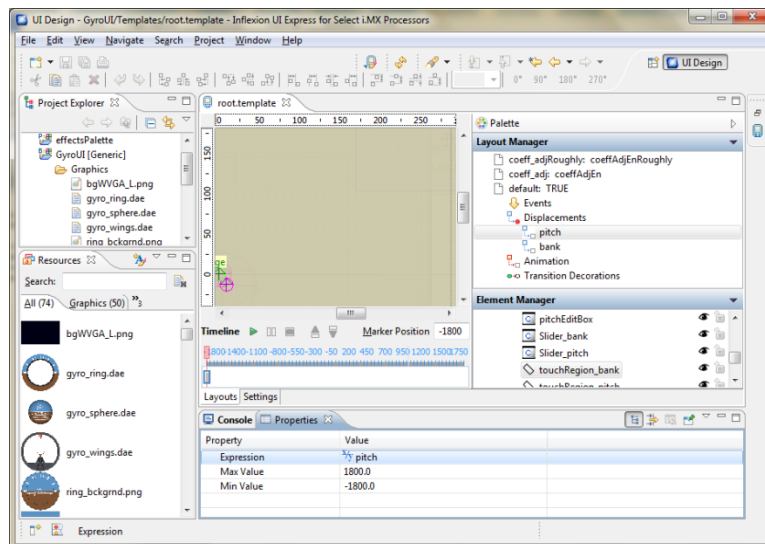 UI Design - GyroUI/Templates/root.template - Inflexion UI Express for Select i.MX Processors
File Edit View Navigate Search Project Window Help
UI Design
0° 90° 180° 270°
Project Explorer
effectsPalette
GyroUI [Generic]
Graphics
bgWVGA_L.png
gyro_ring.dae
gyro_sphere.dae
gyro_wings.dae
ring_bckgrnd.png
Resources
Search:
All (74) Graphics (50) »3
bgWVGA_L.png
gyro_ring.dae
gyro_sphere.dae
gyro_wings.dae
ring_bckgrnd.png
root.template
0 50 100 150 200 250
150
100
50
0
ge
Timeline Marker Position -1800
1800-1400-1100 -800-550-300 -50 200 450 700 950 1200 1500 1750
Layouts Settings
Palette
Layout Manager
coeff_adjRoughly: coeffAdjEnRoughly
coeff_adj: coeffAdjEn
default: TRUE
Events
Displacements
pitch
bank
Animation
Transition Decorations
Element Manager
pitchEditBox
Slider_bank
Slider_pitch
touchRegion_bank
touchRegion_pitch
Console Properties
Property Value
Expression x/y pitch
Max Value 1800.0
Min Value -1800.0
Expression